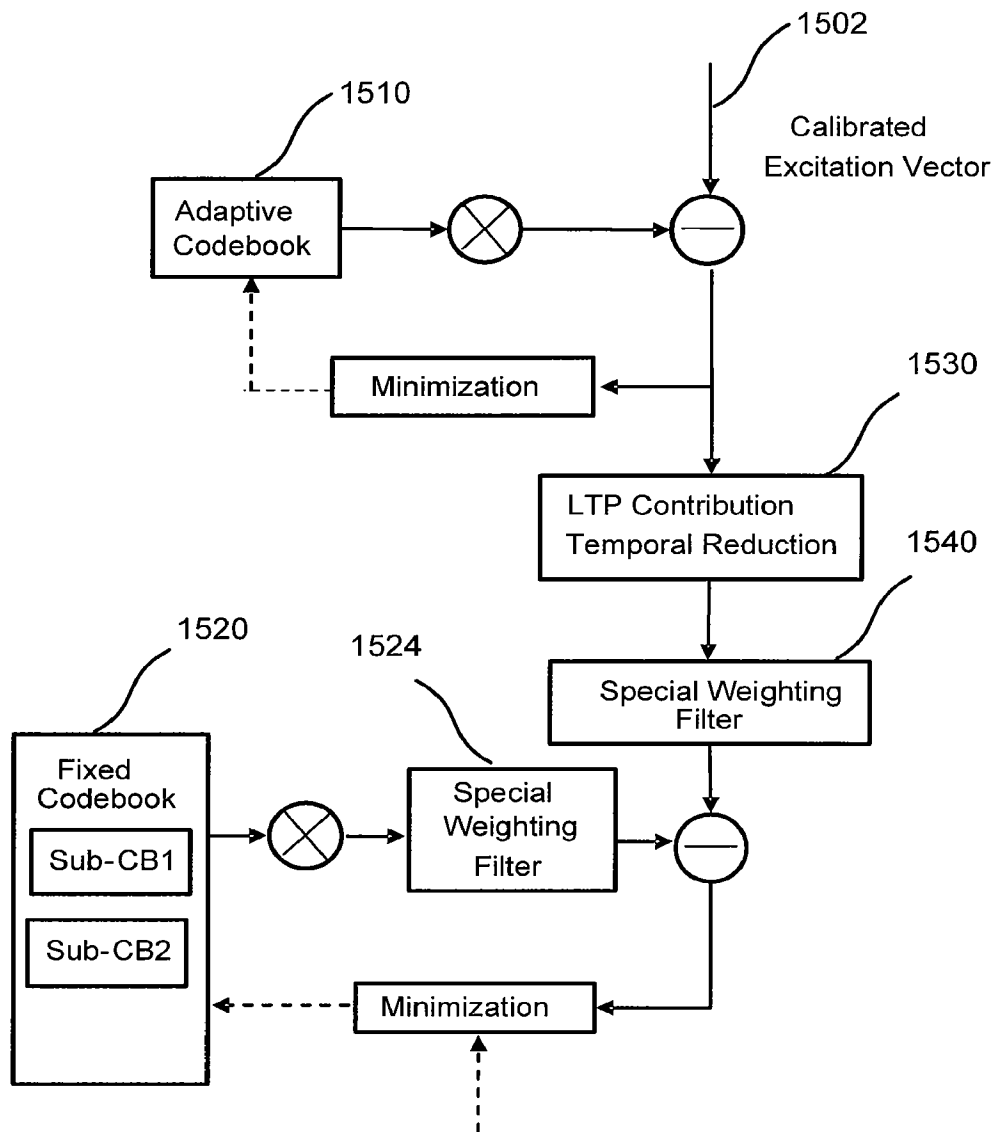 1502
1510
Calibrated
Excitation Vector
Adaptive
Codebook
Minimization
1530
LTP Contribution
Temporal Reduction
1540
1520
1524
Special Weighting
Filter
Fixed
Codebook
Special
Weighting
Filter
Sub-CB1
Sub-CB2
Minimization